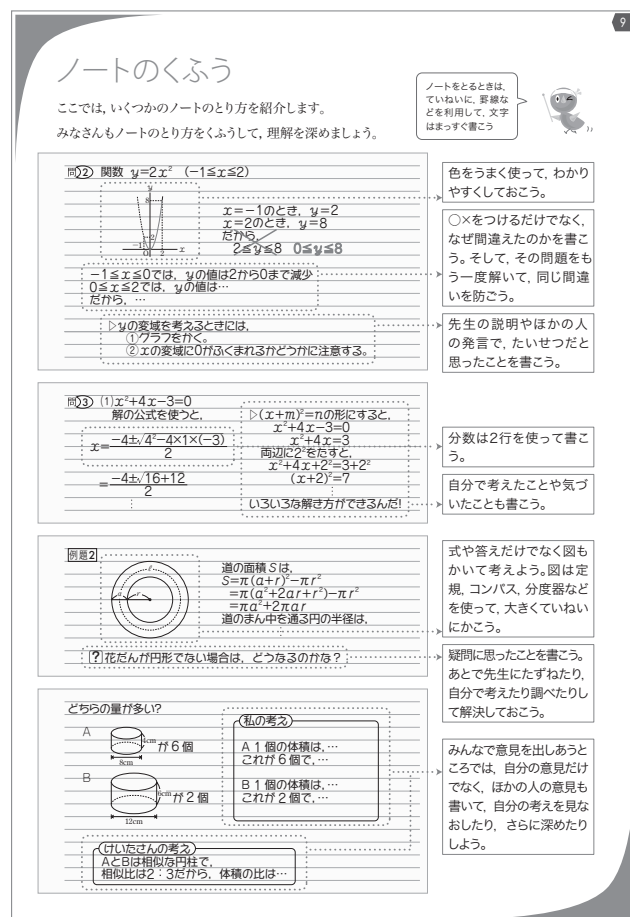 9
ノートのくふう
ここでは,いくつかのノートのとり方を紹介します。
みなさんもノートのとり方をくふうして,理解を深めましょう。
ノートをとるときは,
ていねいに,罫線な
どを利用して,文字
はまっすぐ書こう
問2 関数 y=2x² (−1≦x≦2)
y
8
2
−1
0
2
x
x=−1のとき, y=2
x=2のとき, y=8
だから,
2≦y≦8 0≦y≦8
−1≦x≦0では, yの値は2から0まで減少
0≦x≦2では, yの値は…
だから, …
▷yの変域を考えるときには,
①グラフをかく。
②xの変域に0がふくまれるかどうかに注意する。
色をうまく使って,わかり
やすくしておこう。
○×をつけるだけでなく,
なぜ間違えたのかを書こ
う。そして,その問題をも
う一度解いて,同じ間違
いを防ごう。
先生の説明やほかの人
の発言で,たいせつだと
思ったことを書こう。
問3 (1)x²+4x−3=0
解の公式を使うと,
x=(−4±√4²−4×1×(−3))/2
=(−4±√16+12)/2
⋮
▷(x+m)²=nの形にすると,
x²+4x−3=0
x²+4x=3
両辺に2²をたすと,
x²+4x+2²=3+2²
(x+2)²=7
⋮
いろいろな解き方ができるんだ!
分数は2行を使って書こ
う。
自分で考えたことや気づ
いたことも書こう。
例題2
ℓ
a
r
道の面積Sは,
S=π(a+r)²−πr²
=π(a²+2ar+r²)−πr²
=πa²+2πar
道のまん中を通る円の半径は,
⋮
?花だんが円形でない場合は,どうなるのかな?
式や答えだけでなく図も
かいて考えよう。図は定
規,コンパス,分度器など
を使って,大きくていねい
にかこう。
疑問に思ったことを書こう。
あとで先生にたずねたり,
自分で考えたり調べたりし
て解決しておこう。
どちらの量が多い?
A
4cm
8cm
が6個
B
6cm
12cm
が2個
私の考え
A1個の体積は,…
これが6個で,…
B1個の体積は,…
これが2個で,…
けいたさんの考え
AとBは相似な円柱で,
相似比は2:3だから,体積の比は…
みんなで意見を出しあうと
ころでは,自分の意見だけ
でなく,ほかの人の意見も
書いて,自分の考えを見な
おしたり,さらに深めたり
しよう。